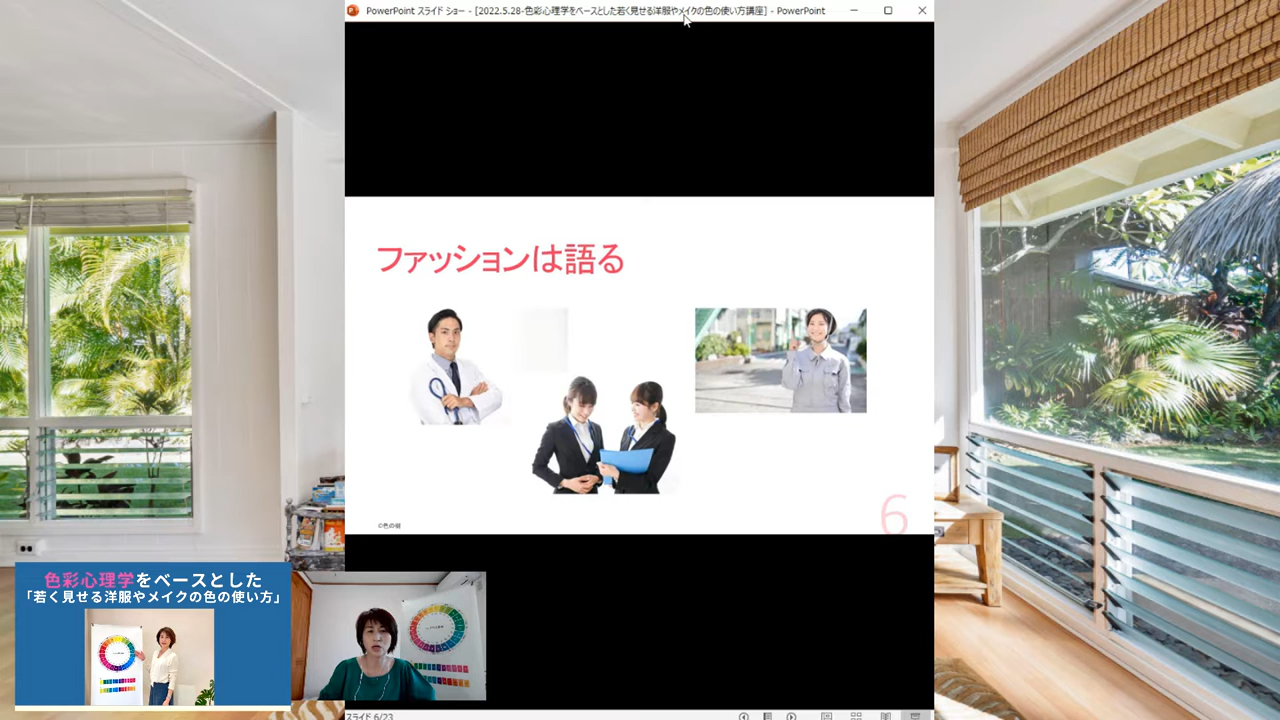 PowerPoint スライド ショー - [2022.5.28-色彩心理学をベースとした若く見せる洋服やメイクの色の使い方講座] - PowerPoint
ファッションは語る
©色の樹
6
色彩心理学をベースとした
「若く見せる洋服やメイクの色の使い方」
スライド 6/23